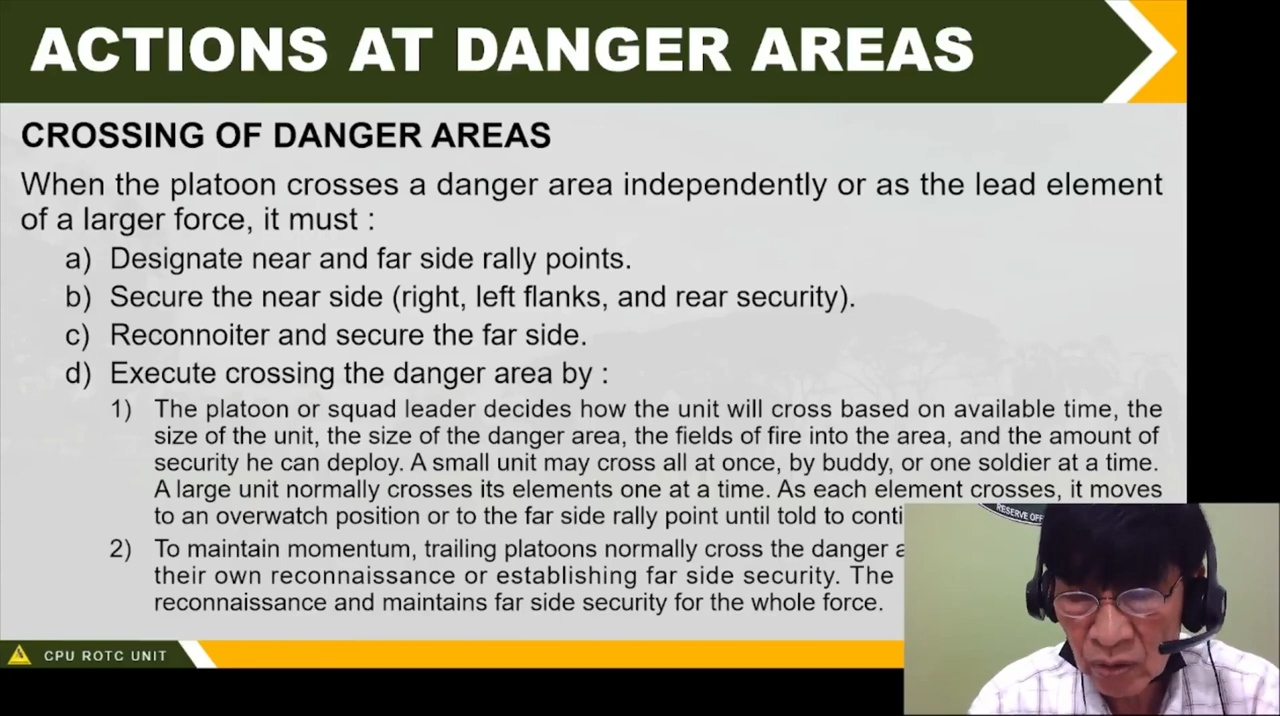 ACTIONS AT DANGER AREAS
CROSSING OF DANGER AREAS
When the platoon crosses a danger area independently or as the lead element
of a larger force, it must :
a) Designate near and far side rally points.
b) Secure the near side (right, left flanks, and rear security).
c) Reconnoiter and secure the far side.
d) Execute crossing the danger area by :
1) The platoon or squad leader decides how the unit will cross based on available time, the
size of the unit, the size of the danger area, the fields of fire into the area, and the amount of
security he can deploy. A small unit may cross all at once, by buddy, or one soldier at a time.
A large unit normally crosses its elements one at a time. As each element crosses, it moves
to an overwatch position or to the far side rally point until told to
2) To maintain momentum, trailing platoons normally cross the danger
their own reconnaissance or establishing far side security. The
reconnaissance and maintains far side security for the whole force.
RESERVE
CPU ROTC UNIT